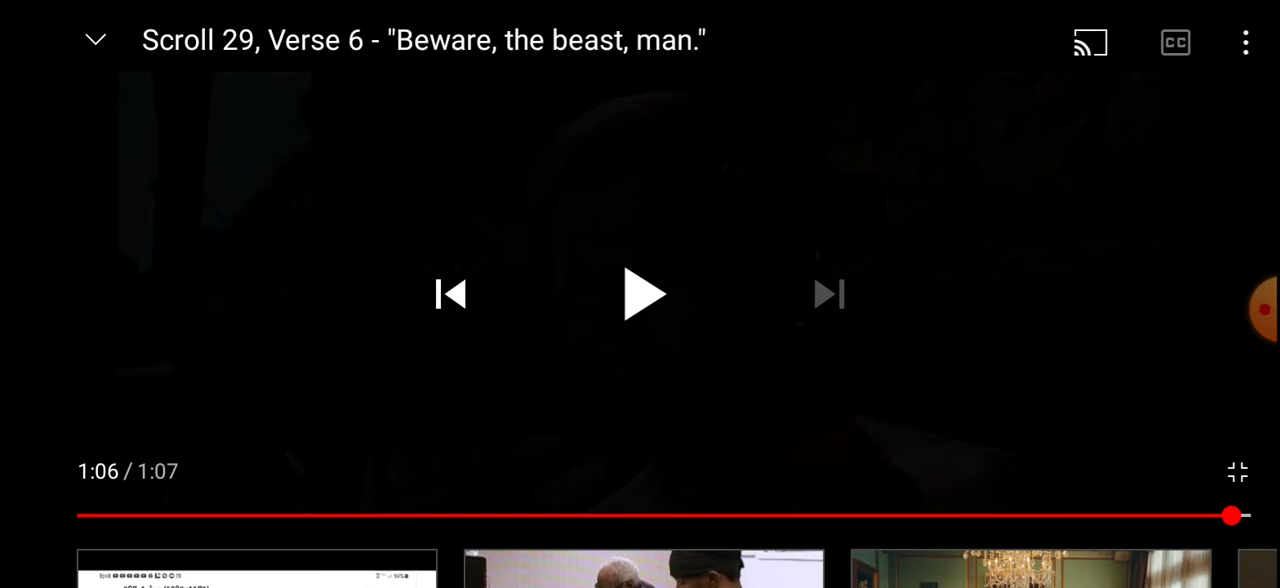 Scroll 29, Verse 6 - "Beware, the beast, man."
CC
1:06 / 1:07